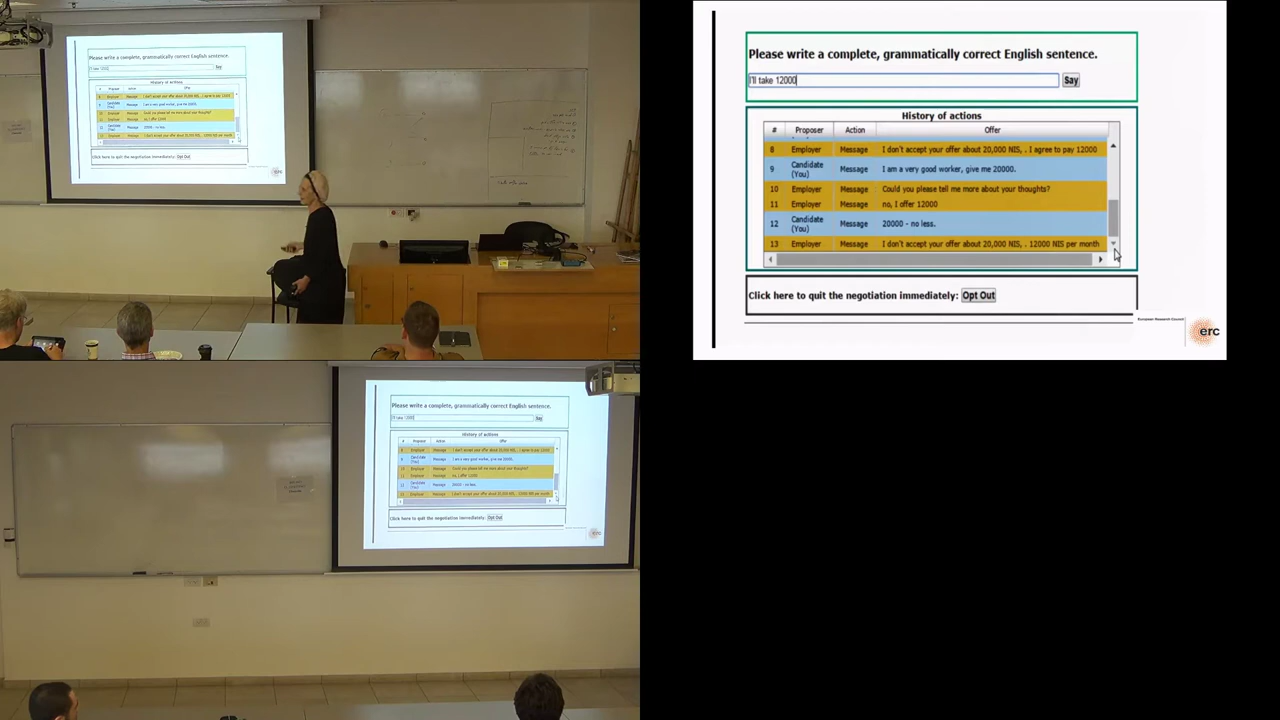 Please write a complete, grammatically correct English sentence.
I'll take 12000 Say
History of actions
# Proposer Action Offer
8 Employer Message I don't accept your offer about 20,000 NIS, . I agree to pay 12000
9 Candidate (You) Message I am a very good worker, give me 20000.
10 Employer Message Could you please tell me more about your thoughts?
11 Employer Message no, I offer 12000
12 Candidate (You) Message 20000 - no less.
13 Employer Message I don't accept your offer about 20,000 NIS, . 12000 NIS per month
Click here to quit the negotiation immediately: Opt Out
European Research Council
erc